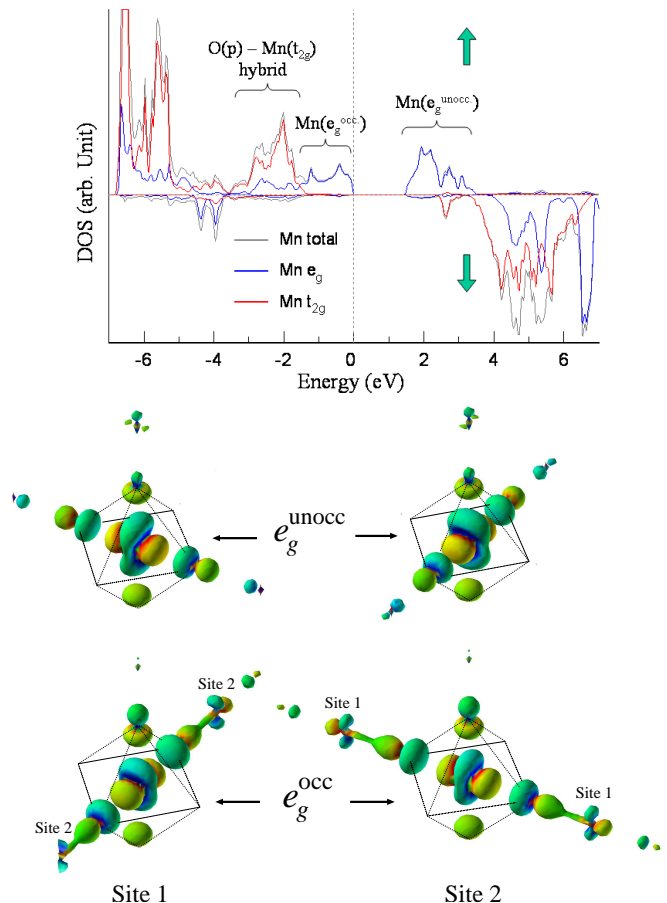 O(p) – Mn(t2g)
hybrid
Mn(eg^occ.)
Mn(eg^unocc.)
DOS (arb. Unit)
Mn total
Mn eg
Mn t2g
-6 -4 -2 0 2 4 6
Energy (eV)
eg^unocc
Site 2
Site 1
eg^occ
Site 2
Site 1
Site 1
Site 2